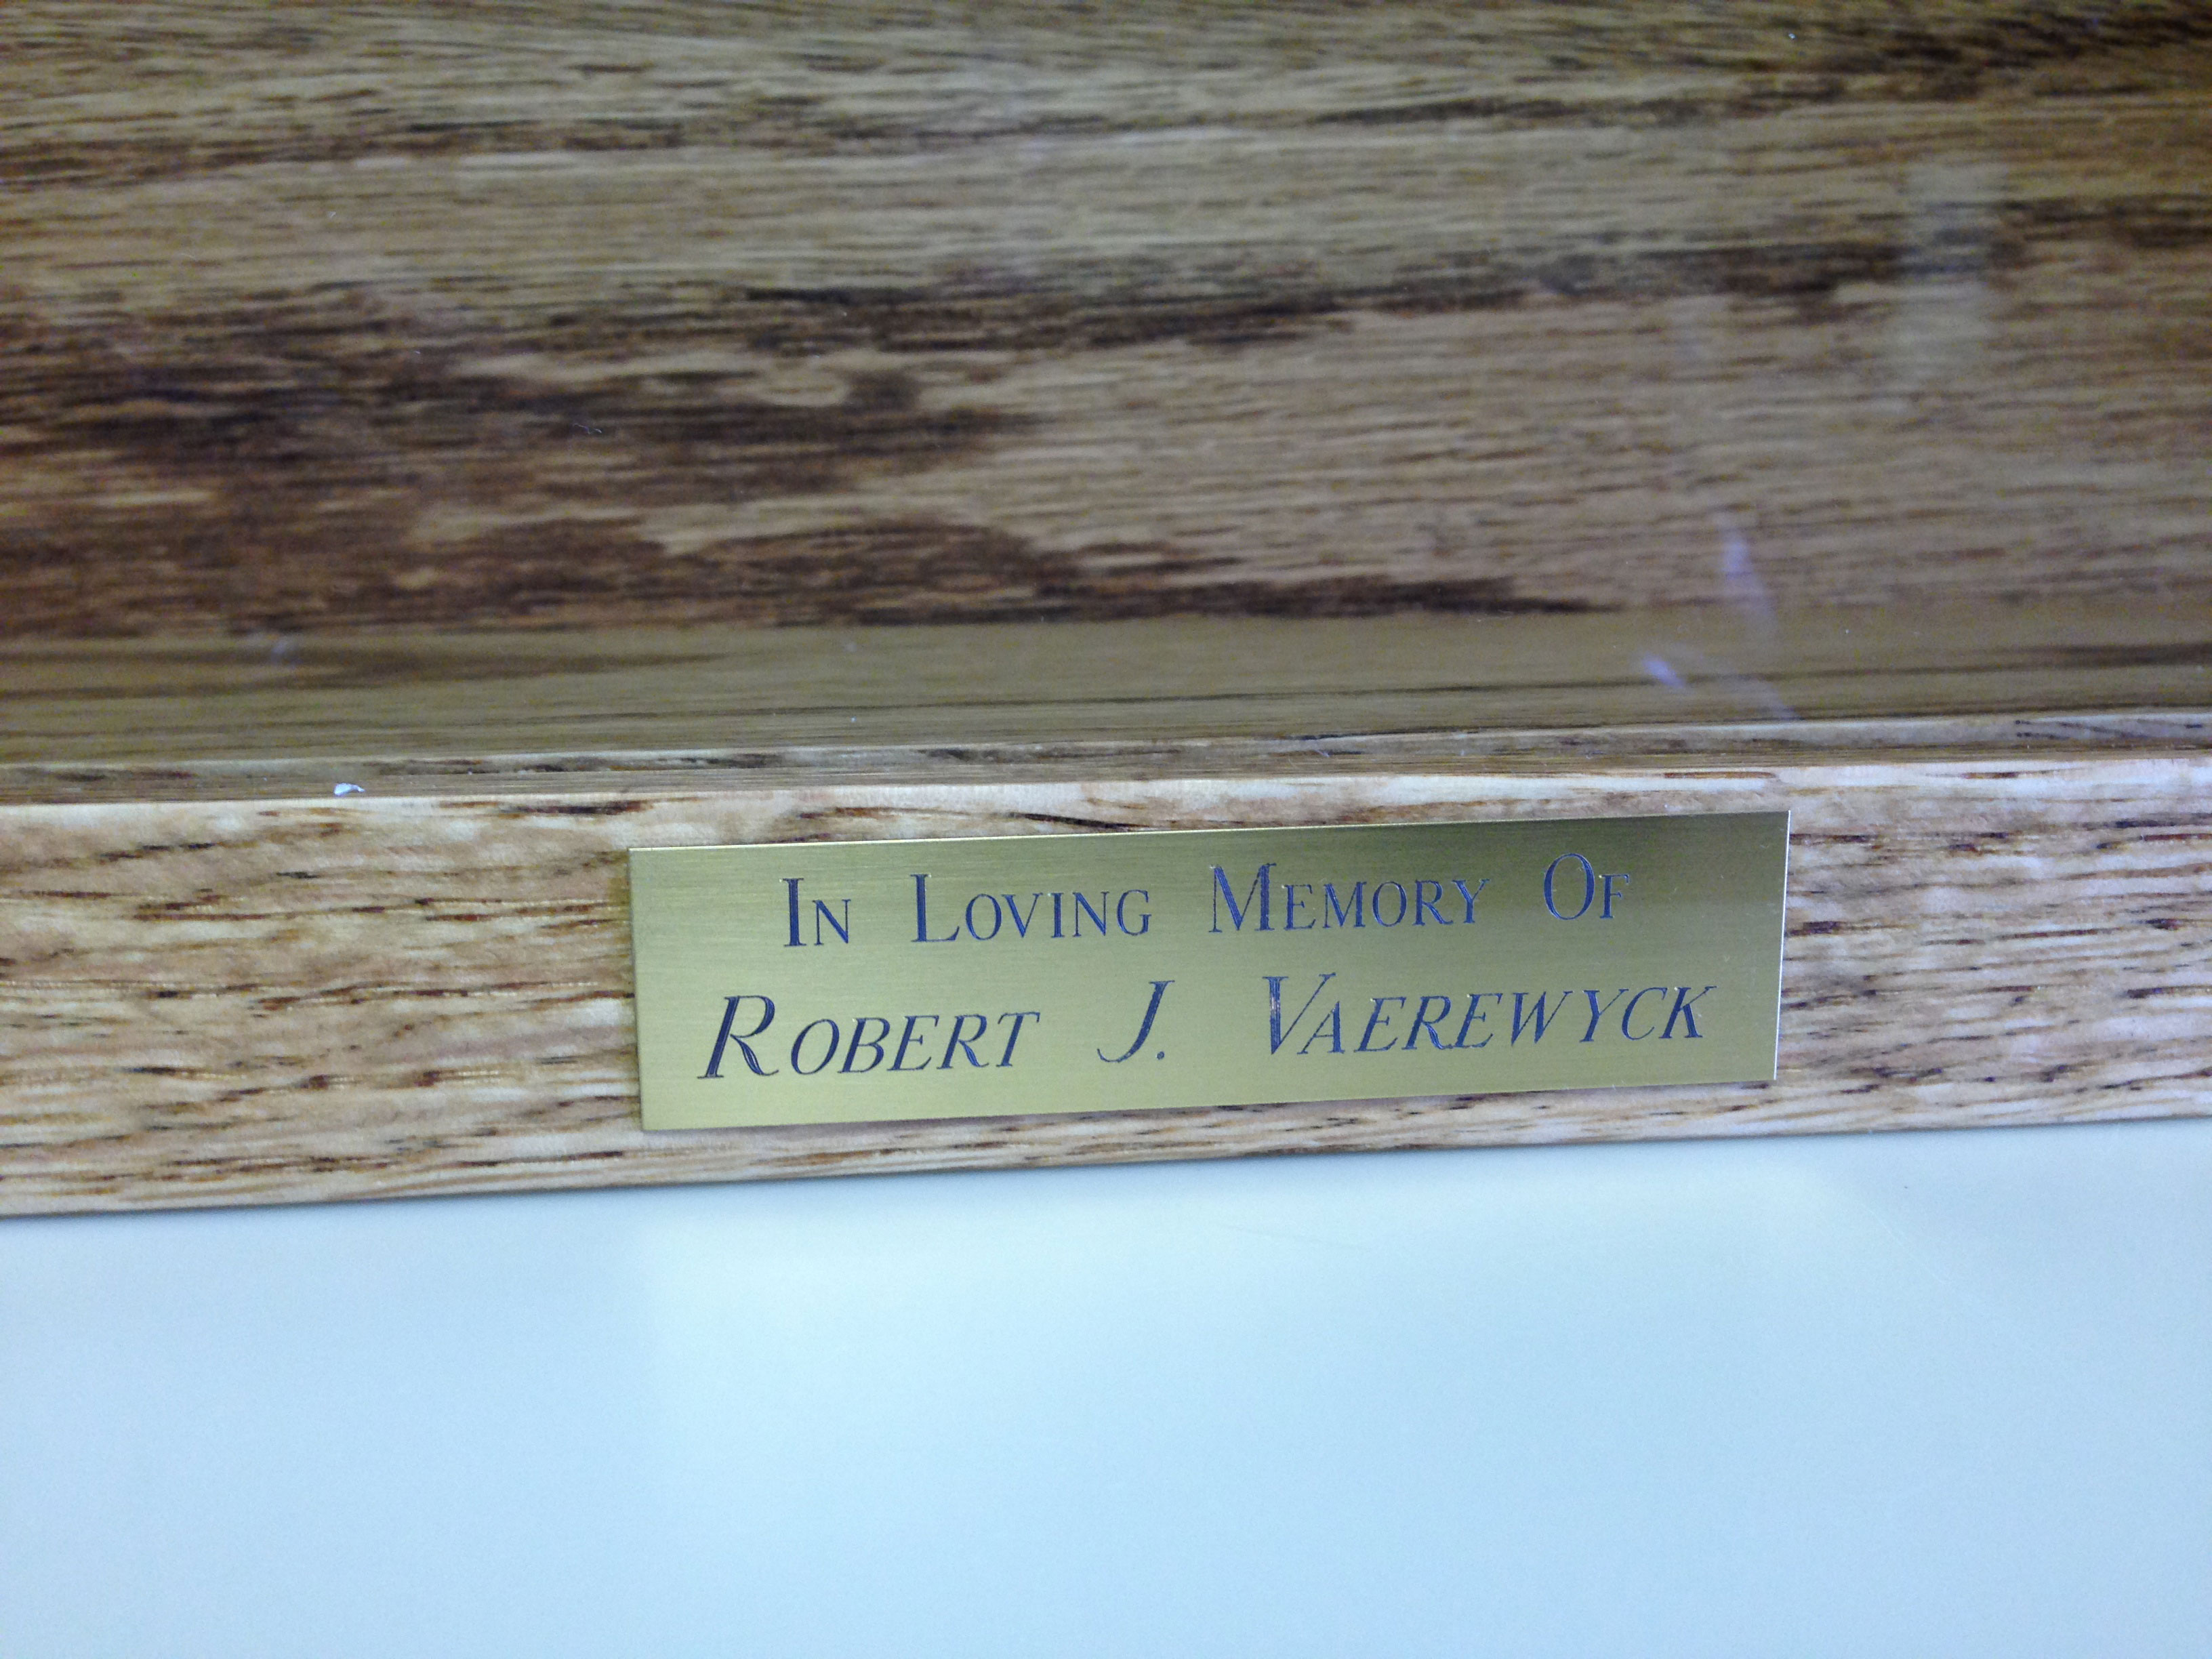 In Loving Memory Of
Robert J. Vaerewyck